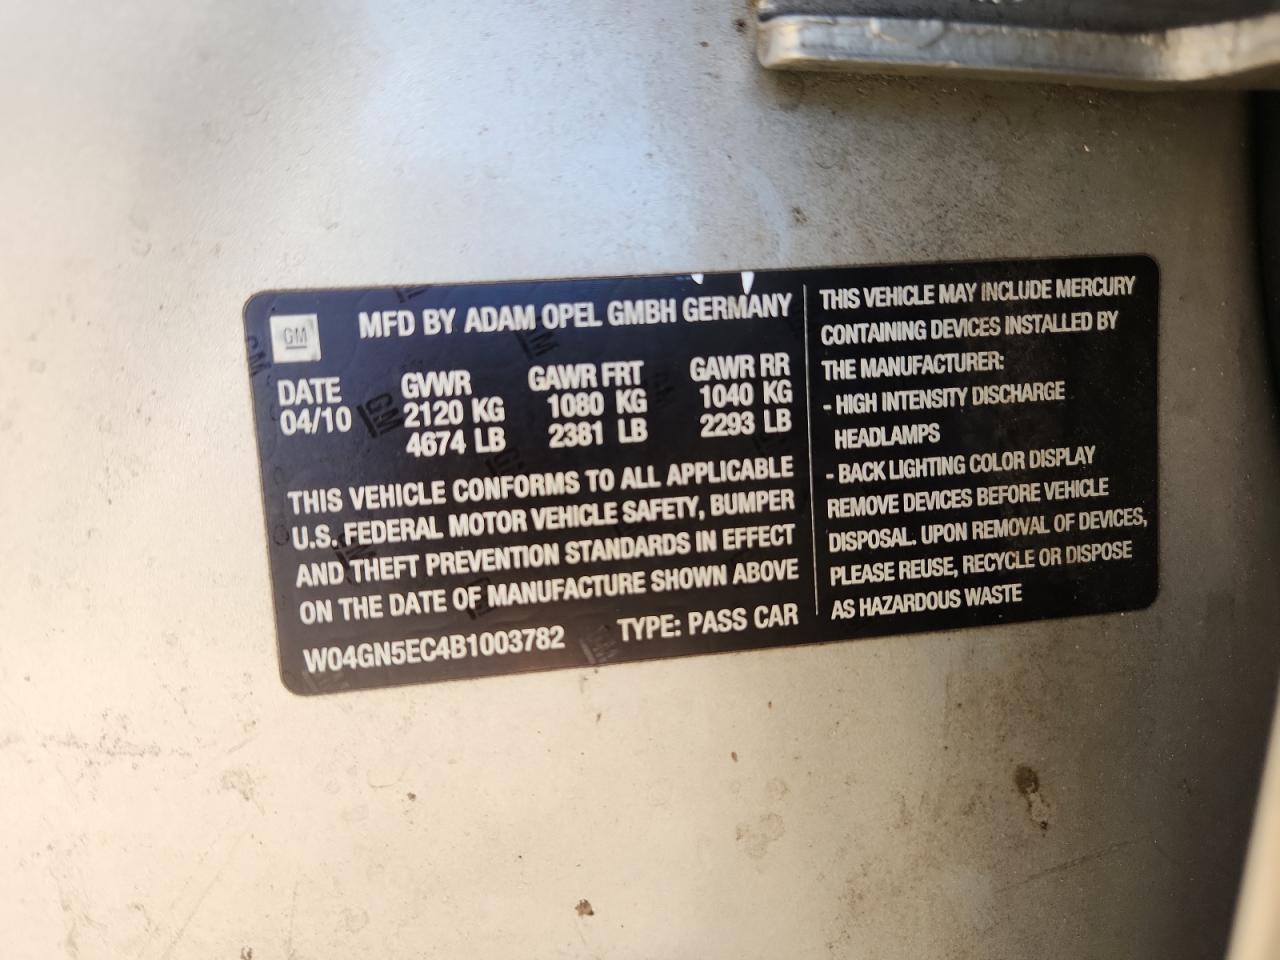 GM
MFD BY ADAM OPEL GMBH GERMANY
DATE GVWR GAWR FRT GAWR RR
04/10 2120 KG 1080 KG 1040 KG
4674 LB 2381 LB 2293 LB
THIS VEHICLE CONFORMS TO ALL APPLICABLE
U.S. FEDERAL MOTOR VEHICLE SAFETY, BUMPER
AND THEFT PREVENTION STANDARDS IN EFFECT
ON THE DATE OF MANUFACTURE SHOWN ABOVE
W04GN5EC4B1003782 TYPE: PASS CAR
THIS VEHICLE MAY INCLUDE MERCURY
CONTAINING DEVICES INSTALLED BY
THE MANUFACTURER:
- HIGH INTENSITY DISCHARGE
HEADLAMPS
- BACK LIGHTING COLOR DISPLAY
REMOVE DEVICES BEFORE VEHICLE
DISPOSAL. UPON REMOVAL OF DEVICES,
PLEASE REUSE, RECYCLE OR DISPOSE
AS HAZARDOUS WASTE